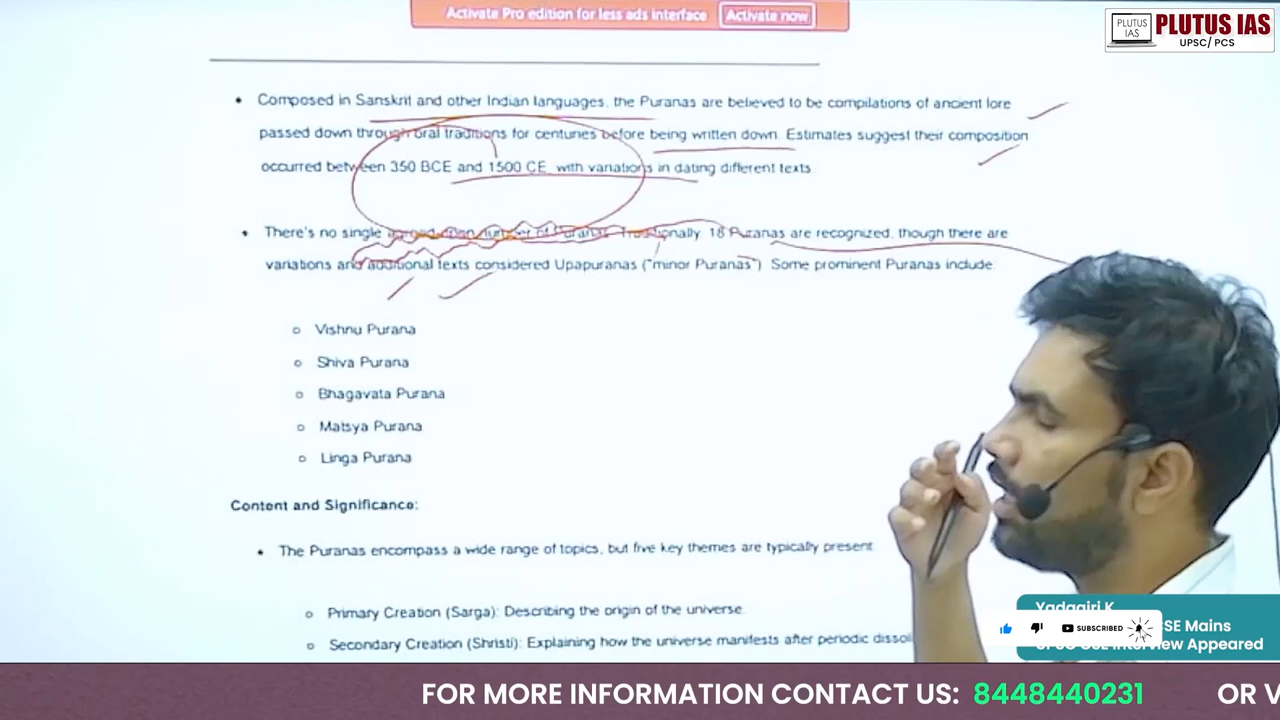 Activate Pro edition for less ads interface Activate now
PLUTUS IAS
PLUTUS IAS
UPSC/ PCS
• Composed in Sanskrit and other Indian languages, the Puranas are believed to be compilations of ancient lore
passed down through oral traditions for centuries before being written down. Estimates suggest their composition
occurred between 350 BCE and 1500 CE, with variations in dating different texts
• There's no single agreed-upon number of Puranas. Traditionally, 18 Puranas are recognized, though there are
variations and additional texts considered Upapuranas ("minor Puranas"). Some prominent Puranas include:
o Vishnu Purana
o Shiva Purana
o Bhagavata Purana
o Matsya Purana
o Linga Purana
Content and Significance:
• The Puranas encompass a wide range of topics, but five key themes are typically present
o Primary Creation (Sarga): Describing the origin of the universe.
o Secondary Creation (Shristi): Explaining how the universe manifests after periodic
Yadagiri K
SE Mains
Interview Appeared
SUBSCRIBED
FOR MORE INFORMATION CONTACT US: 8448440231 OR